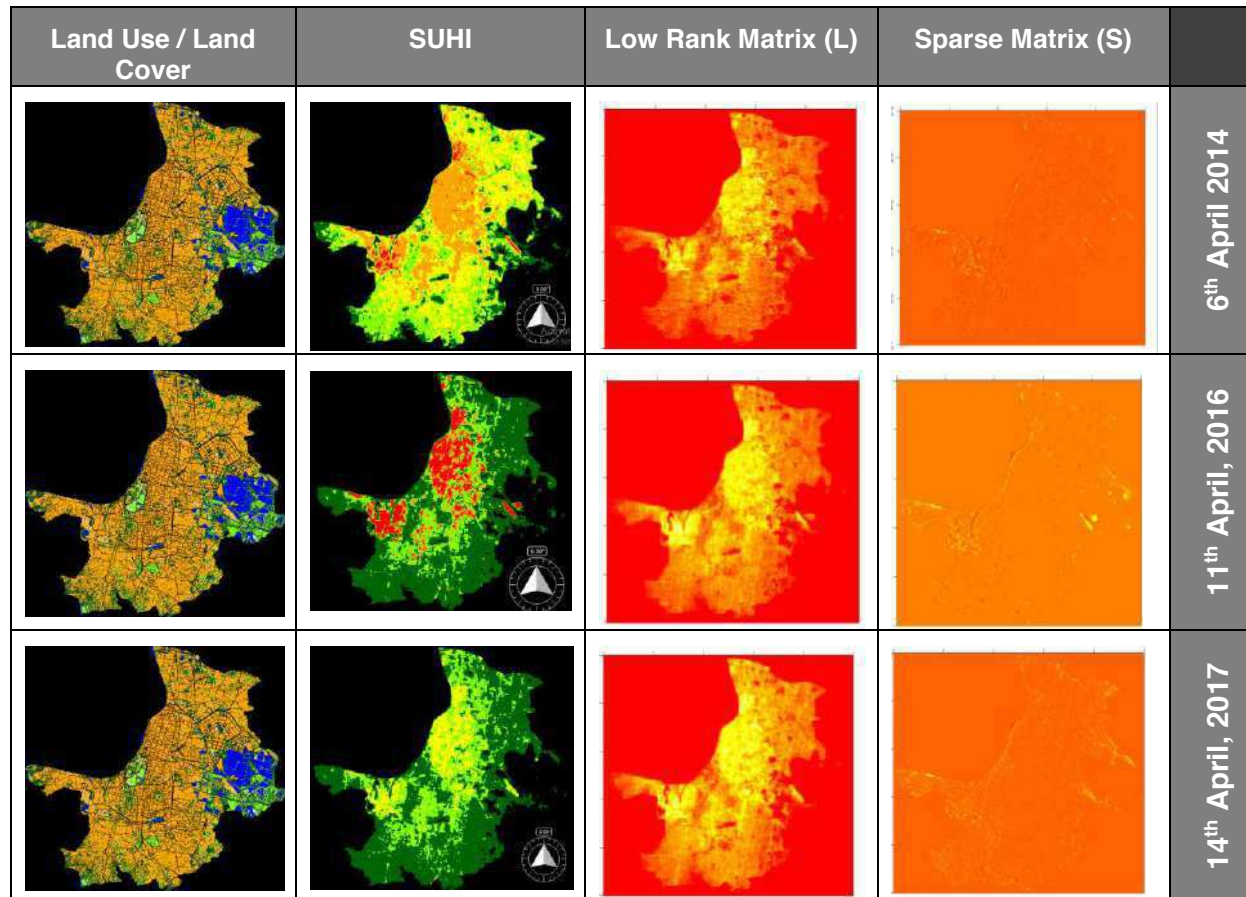 Land Use / Land
Cover
SUHI
Low Rank Matrix (L)
Sparse Matrix (S)
6th April 2014
11th April, 2016
14th April, 2017